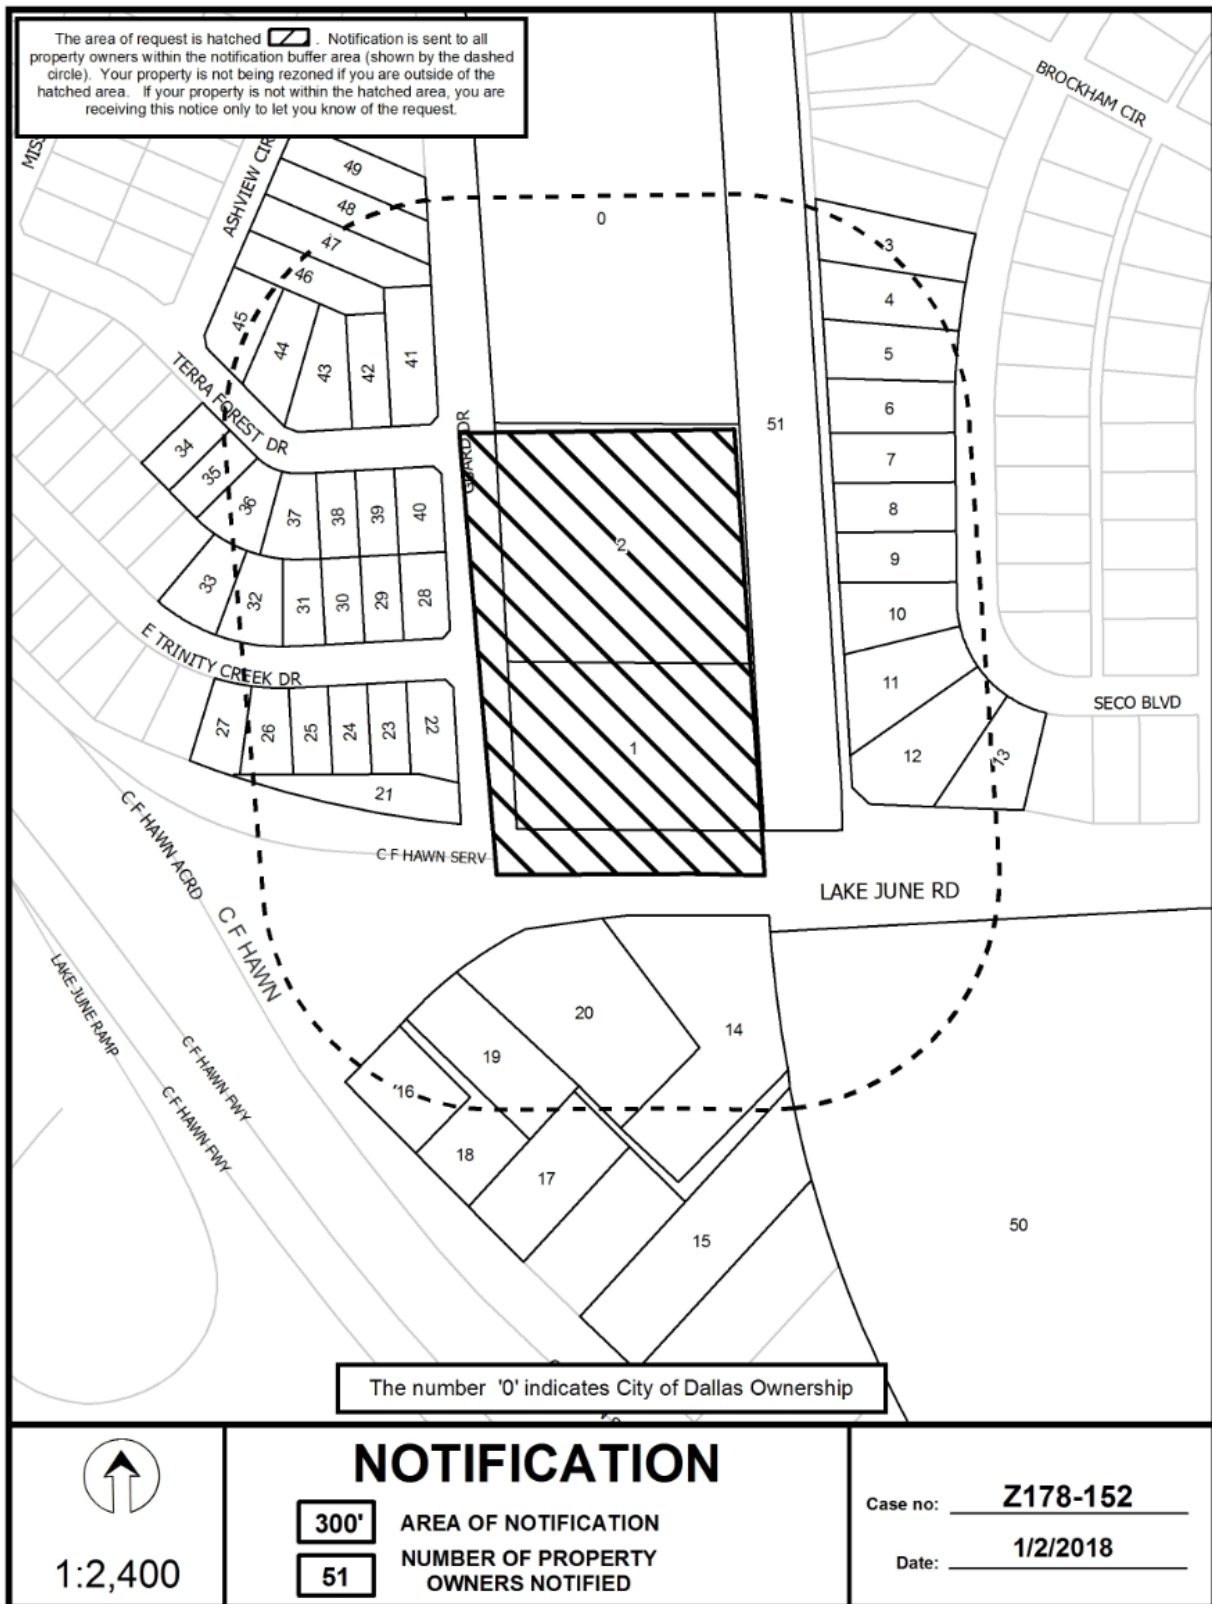 The area of request is hatched . Notification is sent to all
property owners within the notification buffer area (shown by the dashed
circle). Your property is not being rezoned if you are outside of the
hatched area. If your property is not within the hatched area, you are
receiving this notice only to let you know of the request.
BROCKHAM CIR
MISS
ASHVIEW CIR
49
48
47
46
45
44
43
42
41
0
3
4
5
6
7
8
9
10
11
12
13
51
TERRA FOREST DR
GUARD DR
34
35
36
37
38
39
40
2
33
32
31
30
29
28
E TRINITY CREEK DR
27
26
25
24
23
22
21
1
SECO BLVD
C F HAWN SERV
C F HAWN ACRD
C F HAWN
LAKE JUNE RD
LAKE JUNE RAMP
C F HAWN FWY
C F HAWN FWY
20
14
19
16
18
17
15
50
The number '0' indicates City of Dallas Ownership
1:2,400
NOTIFICATION
300' AREA OF NOTIFICATION
51 NUMBER OF PROPERTY
OWNERS NOTIFIED
Case no: Z178-152
Date: 1/2/2018